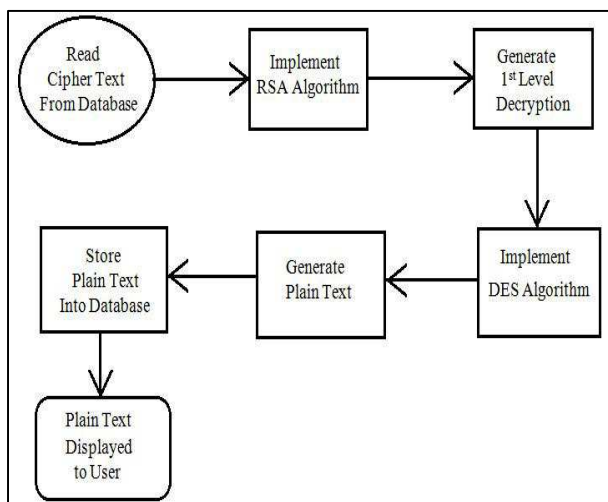 Read
Cipher Text
From Database
Implement
RSA Algorithm
Generate
1st Level
Decryption
Implement
DES Algorithm
Generate
Plain Text
Store
Plain Text
Into Database
Plain Text
Displayed
to User